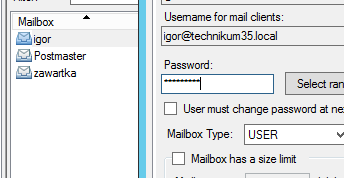 Mailbox
igor
Postmaster
zawartka
Username for mail clients:
igor@technikum35.local
Password:
*********
Select ran
User must change password at ne
Mailbox Type:
USER
Mailbox has a size limit